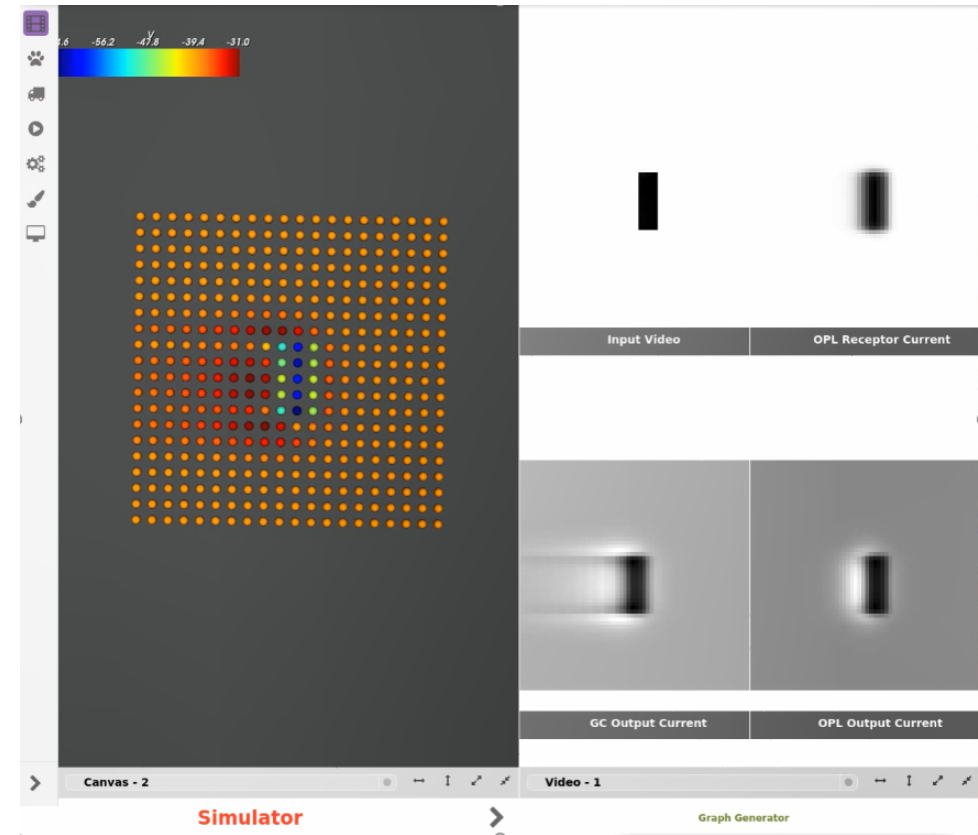 V
-56.2 -47.8 -39.4 -31.0
Input Video
OPL Receptor Current
GC Output Current
OPL Output Current
Canvas - 2
Video - 1
Simulator
Graph Generator